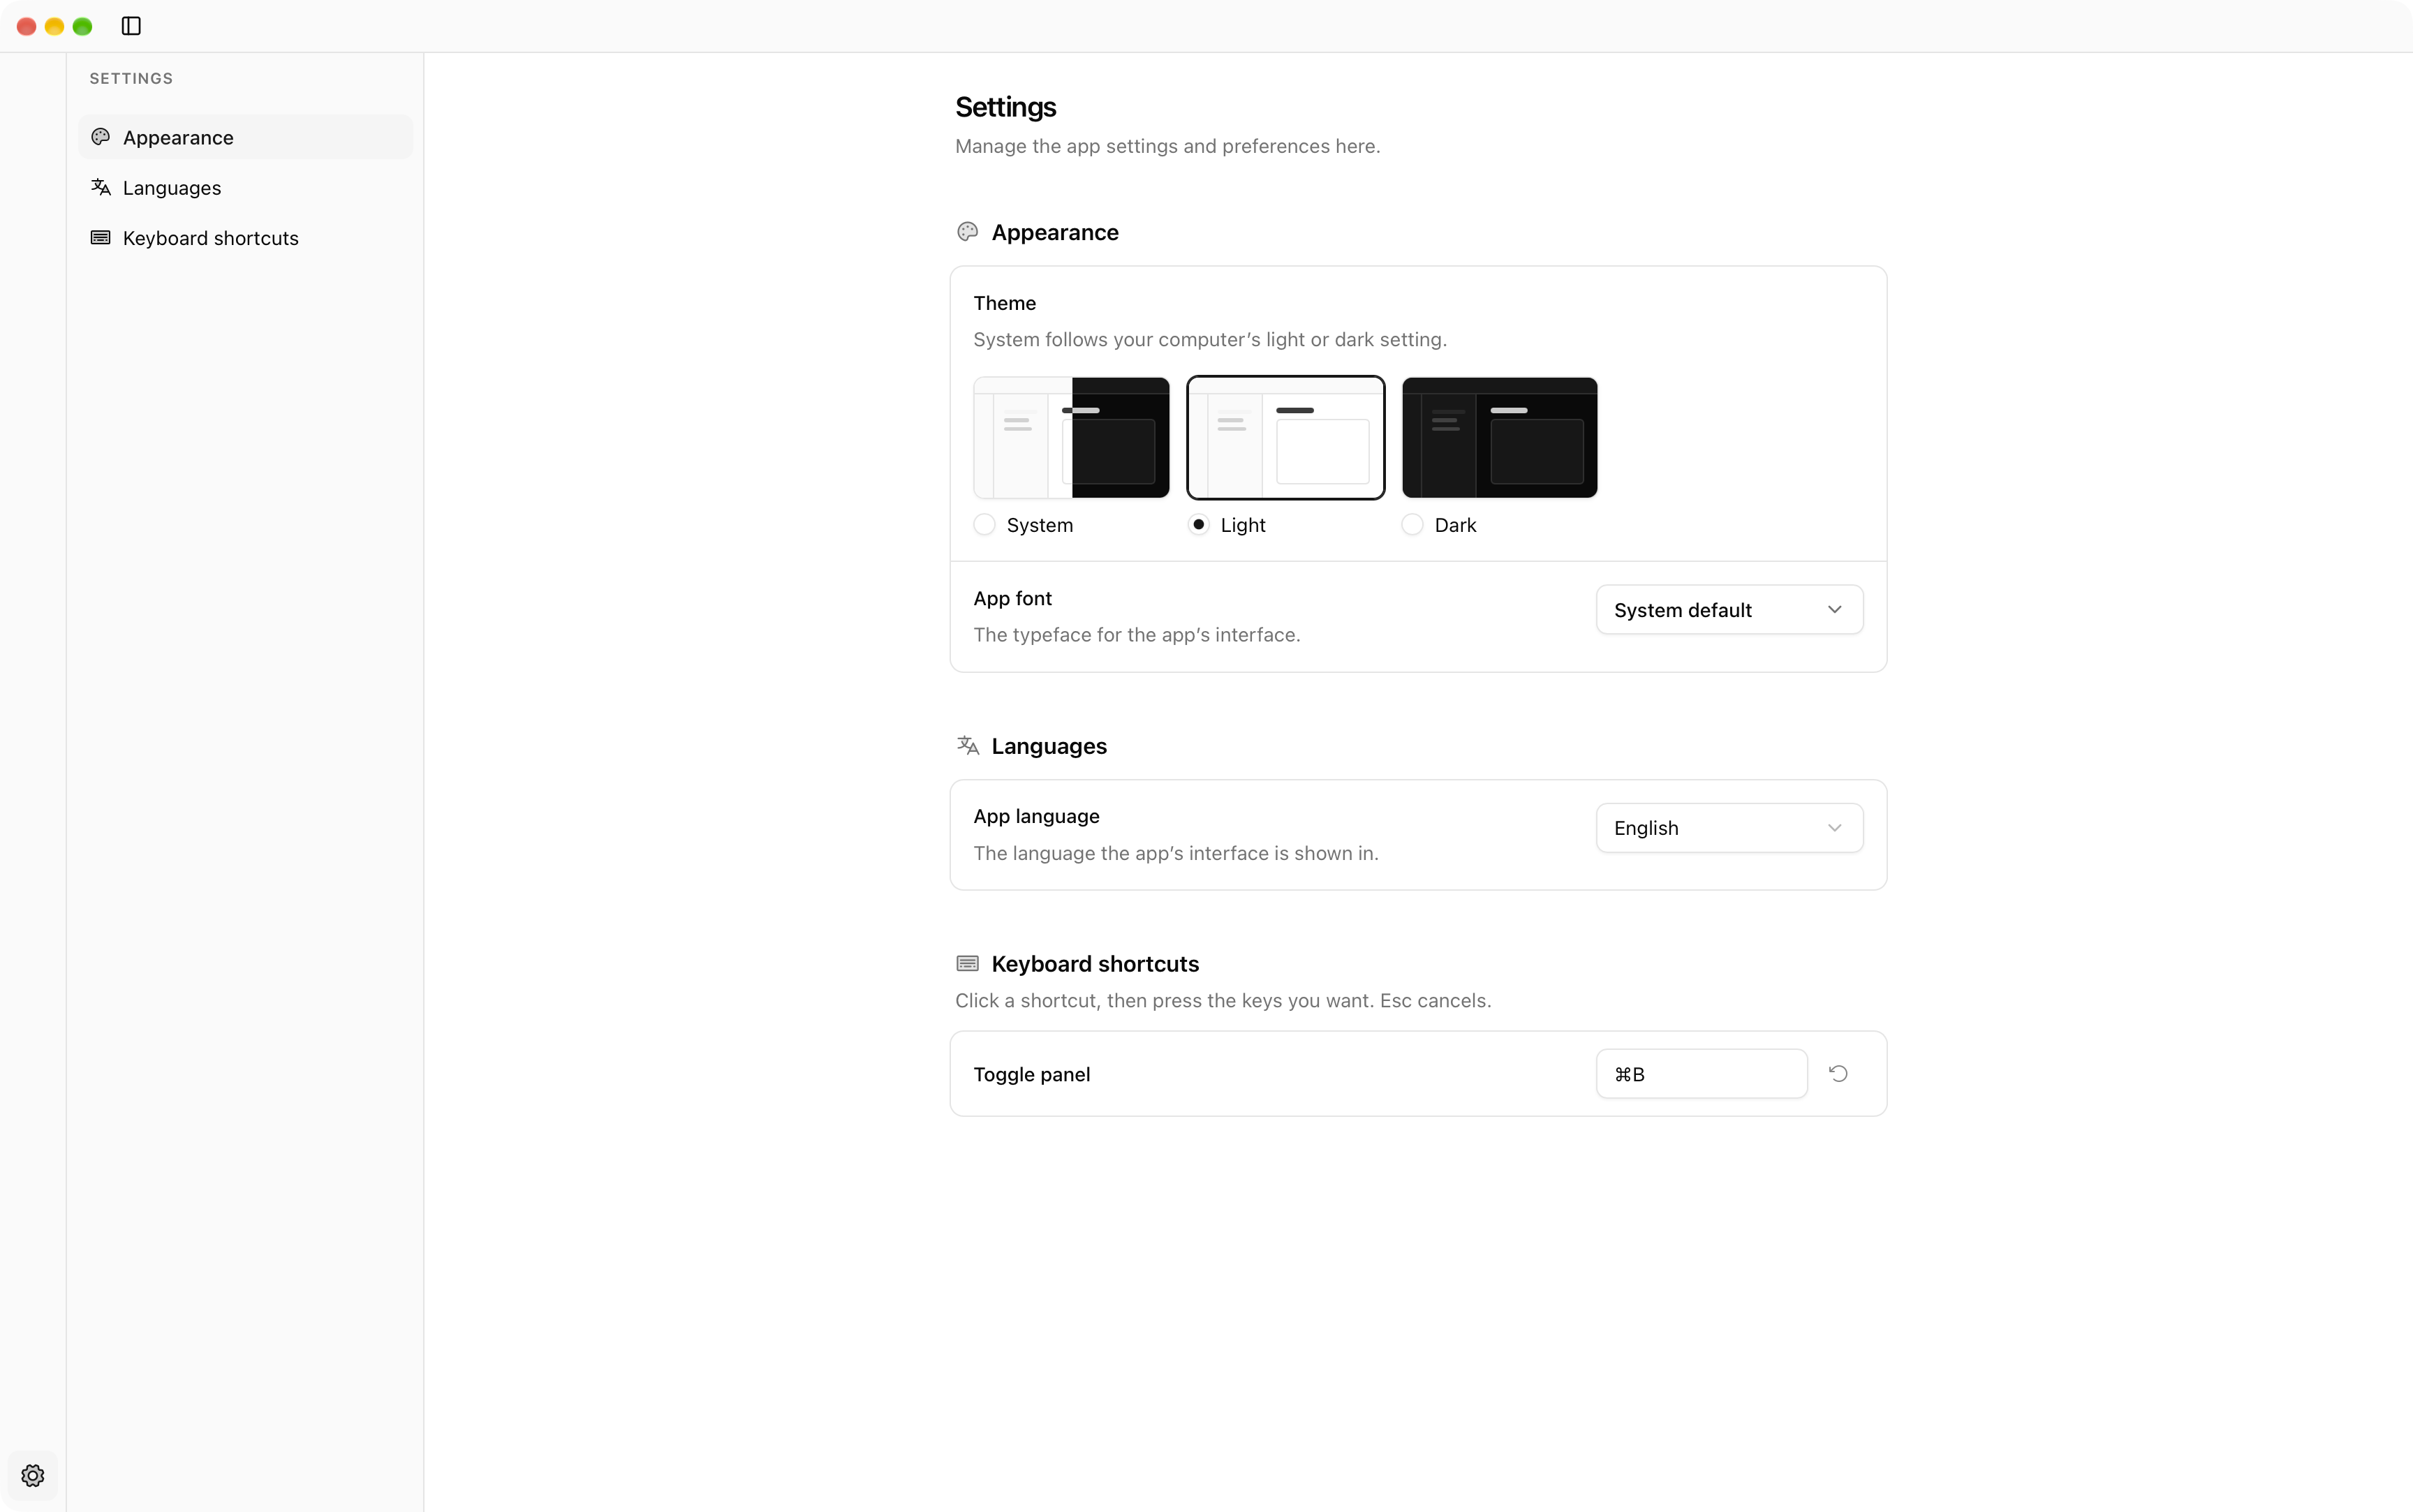 SETTINGS
Appearance
Languages
Keyboard shortcuts
Settings
Manage the app settings and preferences here.
Appearance
Theme
System follows your computer’s light or dark setting.
System
Light
Dark
App font
The typeface for the app’s interface.
System default
Languages
App language
The language the app’s interface is shown in.
English
Keyboard shortcuts
Click a shortcut, then press the keys you want. Esc cancels.
Toggle panel
⌘B